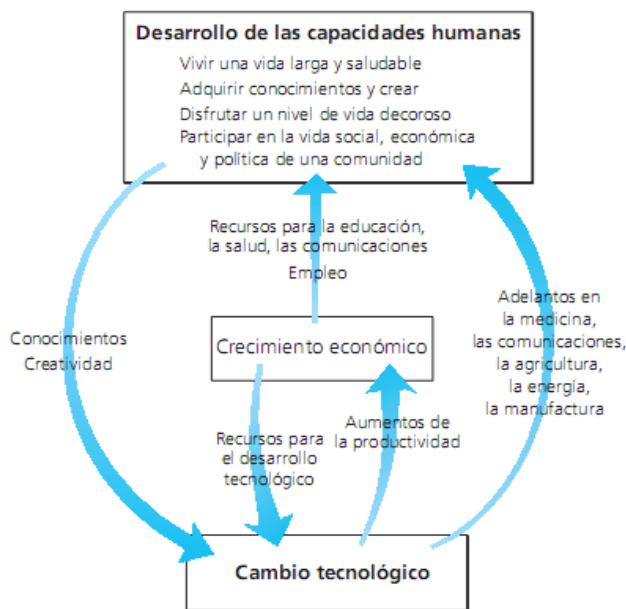 Desarrollo de las capacidades humanas
Vivir una vida larga y saludable
Adquirir conocimientos y crear
Disfrutar un nivel de vida decoroso
Participar en la vida social, económica
y política de una comunidad
Recursos para la educación,
la salud, las comunicaciones
Empleo
Adelantos en
la medicina,
las comunicaciones,
la agricultura,
la energía,
la manufactura
Conocimientos
Creatividad
Crecimiento económico
Recursos para
el desarrollo
tecnológico
Aumentos de
la productividad
Cambio tecnológico